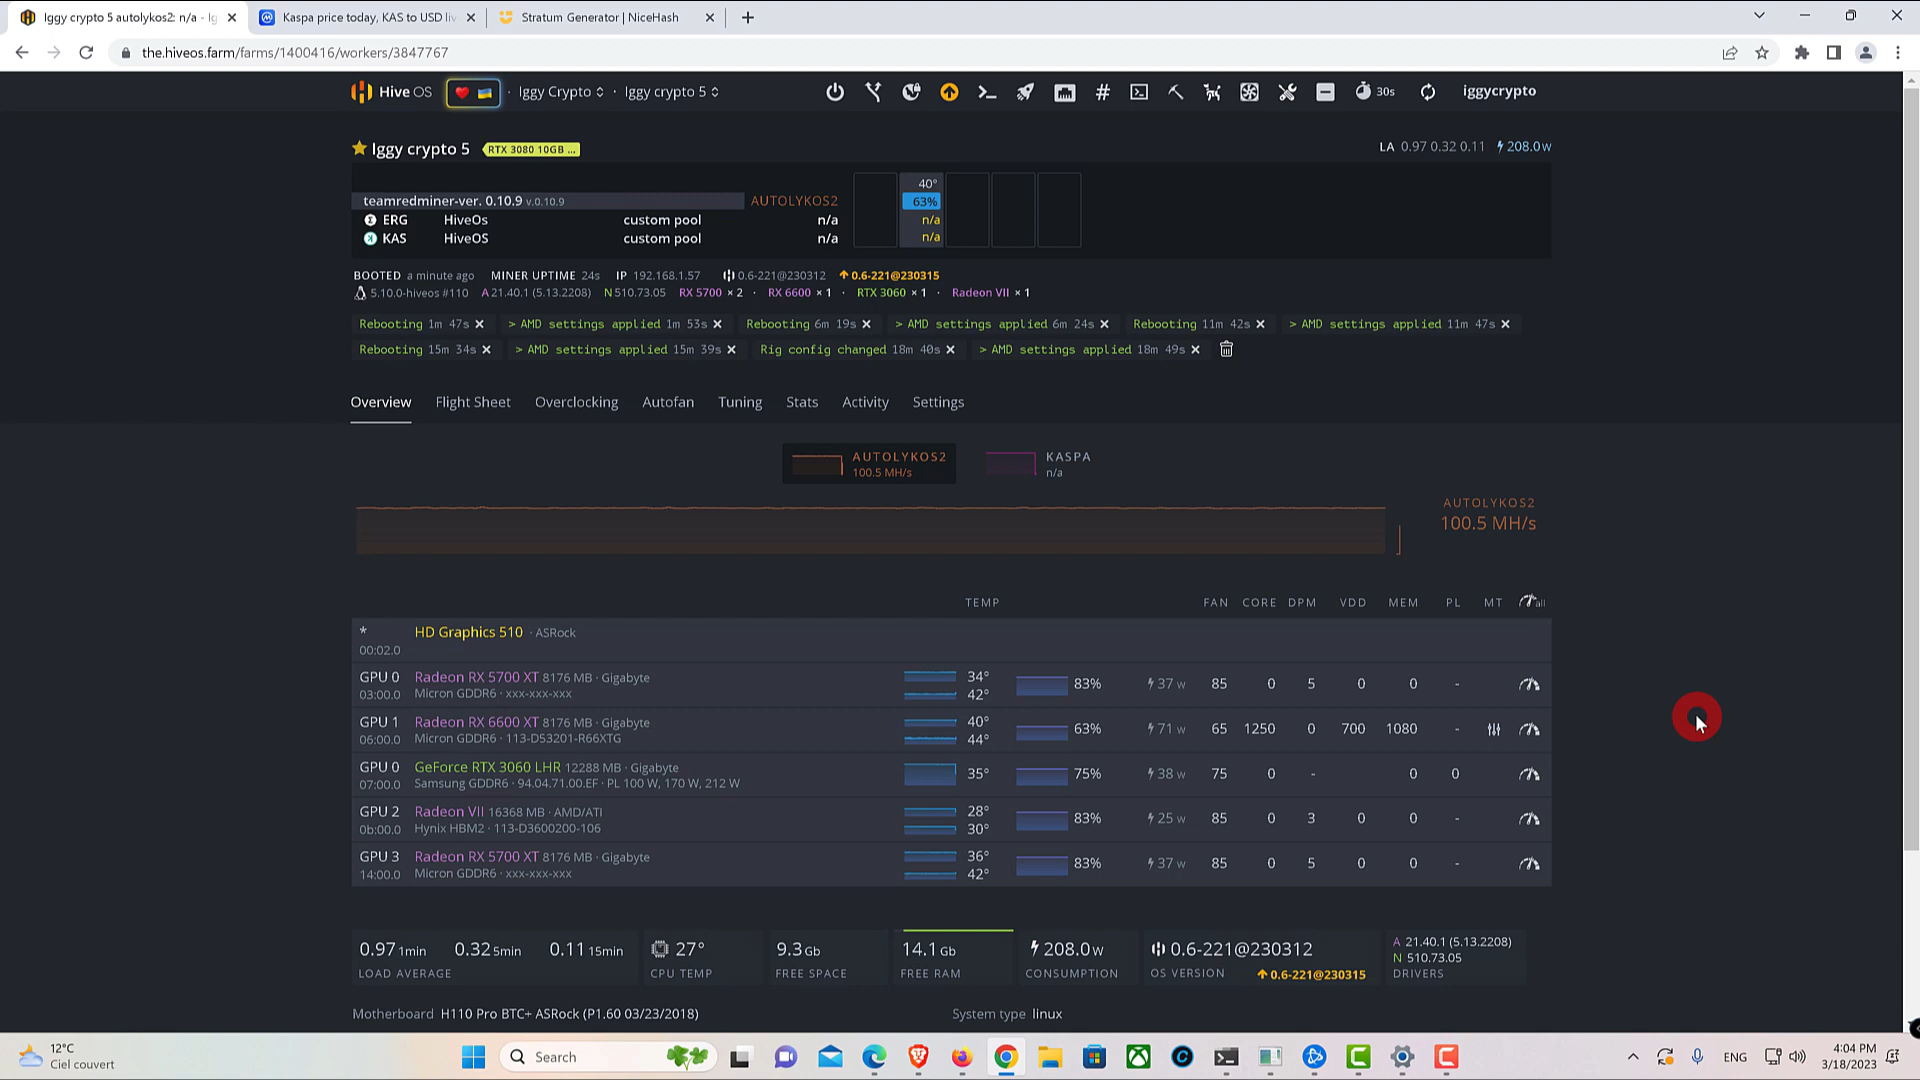 Iggy crypto 5 autolykos2: n/a - Ig
Kaspa price today, KAS to USD liv
Stratum Generator | NiceHash
the.hiveos.farm/farms/1400416/workers/3847767
Hive OS
Iggy Crypto
Iggy crypto 5
30s
iggycrypto
Iggy crypto 5
RTX 3080 10GB ...
LA 0.97 0.32 0.11 208.0W
teamredminer-ver. 0.10.9 v.0.10.9 AUTOLYKOS2
ERG HiveOs custom pool n/a
KAS HiveOS custom pool n/a
40°
63%
n/a
n/a
BOOTED a minute ago MINER UPTIME 24s IP 192.168.1.57 0.6-221@230312 0.6-221@230315
5.10.0-hiveos #110 A 21.40.1 (5.13.2208) N 510.73.05 RX 5700 × 2 · RX 6600 × 1 · RTX 3060 × 1 · Radeon VII × 1
Rebooting 1m 47s > AMD settings applied 1m 53s Rebooting 6m 19s > AMD settings applied 6m 24s Rebooting 11m 42s > AMD settings applied 11m 47s
Rebooting 15m 34s > AMD settings applied 15m 39s Rig config changed 18m 40s > AMD settings applied 18m 49s
Overview Flight Sheet Overclocking Autofan Tuning Stats Activity Settings
AUTOLYKOS2
100.5 MH/s
KASPA
n/a
AUTOLYKOS2
100.5 MH/s
TEMP FAN CORE DPM VDD MEM PL MT all
* HD Graphics 510 · ASRock
00:02.0
GPU 0 Radeon RX 5700 XT 8176 MB · Gigabyte 34°
03:00.0 Micron GDDR6 · xxx-xxx-xxx 42°
83% 37 W 85 0 5 0 0 -
GPU 1 Radeon RX 6600 XT 8176 MB · Gigabyte 40°
06:00.0 Micron GDDR6 · 113-D53201-R66XTG 44°
63% 71 W 65 1250 0 700 1080 -
GPU 0 GeForce RTX 3060 LHR 12288 MB · Gigabyte
07:00.0 Samsung GDDR6 · 94.04.71.00.EF · PL 100 W, 170 W, 212 W
35° 75% 38 W 75 0 - 0 0
GPU 2 Radeon VII 16368 MB · AMD/ATI 28°
0b:00.0 Hynix HBM2 · 113-D3600200-106 30°
83% 25 W 85 0 3 0 0 -
GPU 3 Radeon RX 5700 XT 8176 MB · Gigabyte 36°
14:00.0 Micron GDDR6 · xxx-xxx-xxx 42°
83% 37 W 85 0 5 0 0 -
0.97 1min 0.32 5min 0.11 15min
LOAD AVERAGE
27°
CPU TEMP
9.3 Gb
FREE SPACE
14.1 Gb
FREE RAM
208.0 W
CONSUMPTION
0.6-221@230312
OS VERSION 0.6-221@230315
A 21.40.1 (5.13.2208)
N 510.73.05
DRIVERS
Motherboard H110 Pro BTC+ ASRock (P1.60 03/23/2018)
System type linux
12°C
Ciel couvert
Search
ENG
4:04 PM
3/18/2023